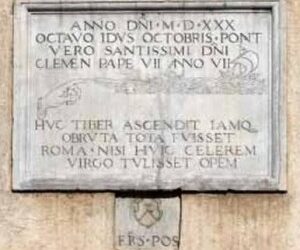 ANNO DNI · M · D · XXX
OCTAVO IDVS OCTOBRIS · PONT
VERO SANTISSIMI DNI
CLEMEN PAPE VII ANO VII
HVC TIBER ASCENDIT IAMQ
OBRVTA TOTA FVISSET
ROMA · NISI HVIC CELEREM
VIRGO TVLISSET OPEM
FRS · POS